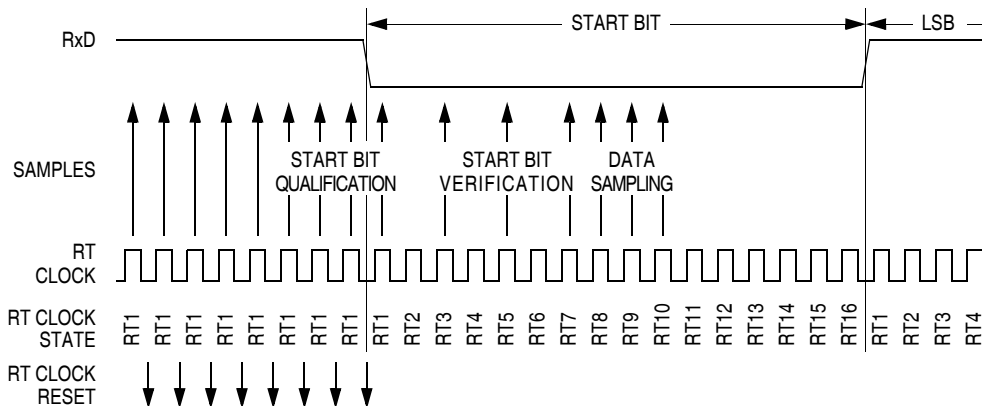 START BIT LSB
RxD
SAMPLES
START BIT QUALIFICATION
START BIT VERIFICATION
DATA SAMPLING
RT CLOCK
RT CLOCK STATE
RT1 RT1 RT1 RT1 RT1 RT1 RT1 RT1 RT1 RT2 RT3 RT4 RT5 RT6 RT7 RT8 RT9 RT10 RT11 RT12 RT13 RT14 RT15 RT16 RT1 RT2 RT3 RT4
RT CLOCK RESET